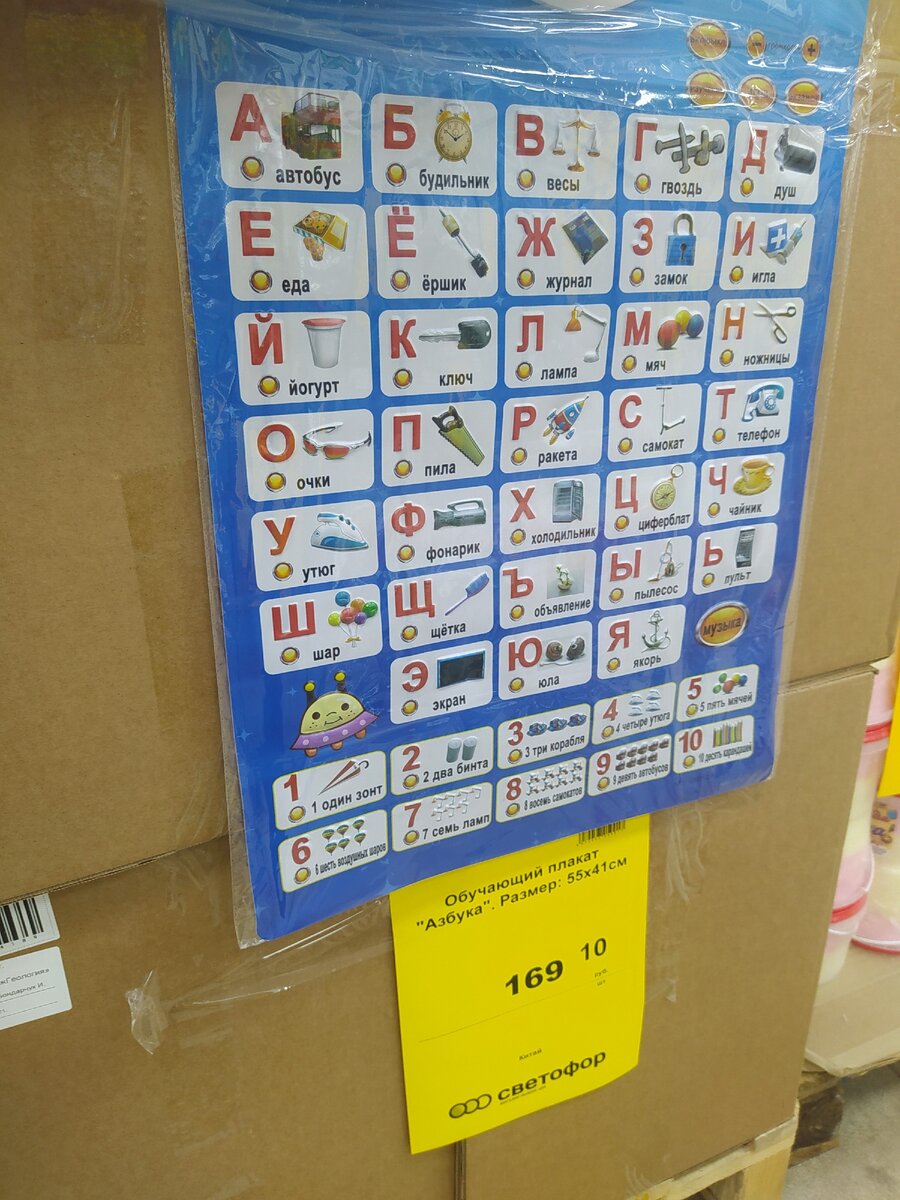 А автобус
Б будильник
В весы
Г гвоздь
Д душ
Е еда
Ё ёршик
Ж журнал
З замок
И игла
Й йогурт
К ключ
Л лампа
М мяч
Н ножницы
О очки
П пила
Р ракета
С самокат
Т телефон
У утюг
Ф фонарик
Х холодильник
Ц циферблат
Ч чайник
Ш шар
Щ щётка
Ъ объявление
Ы пылесос
Ь пульт
Э экран
Ю юла
Я якорь
музыка
1 1 один зонт
2 2 два бинта
3 3 три корабля
4 4 четыре утюга
5 5 пять мячей
6 6 шесть воздушных шаров
7 7 семь ламп
8 8 восемь самокатов
9 9 девять автобусов
10 10 десять карандашей
Обучающий плакат
"Азбука". Размер: 55х41см
169 10
руб.
шт
Китай
светофор
«Геология»
Бондарчук И.